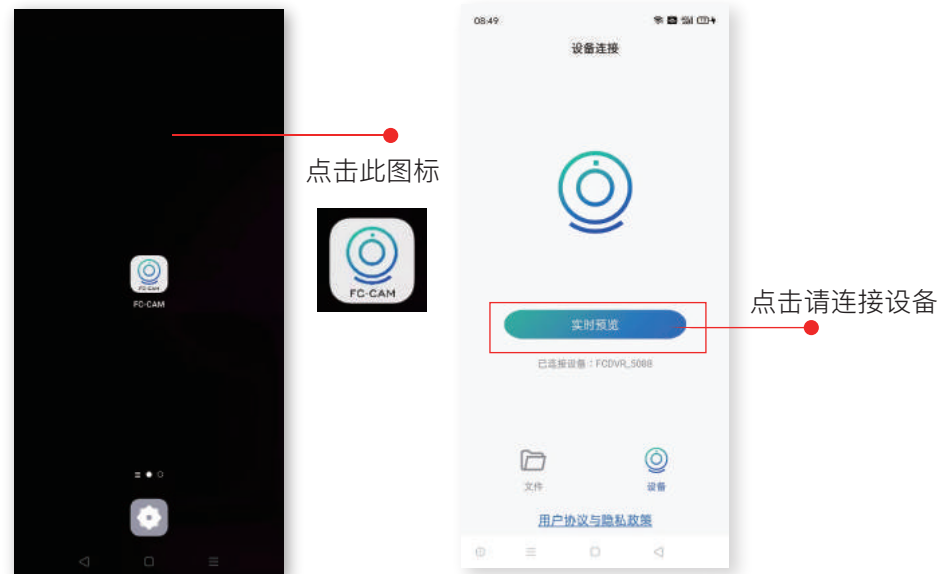 FC-CAM
FC-CAM
点击此图标
FC-CAM
08:49
设备连接
实时预览
已连接设备：FCDVR_5088
文件
设备
用户协议与隐私政策
点击请连接设备